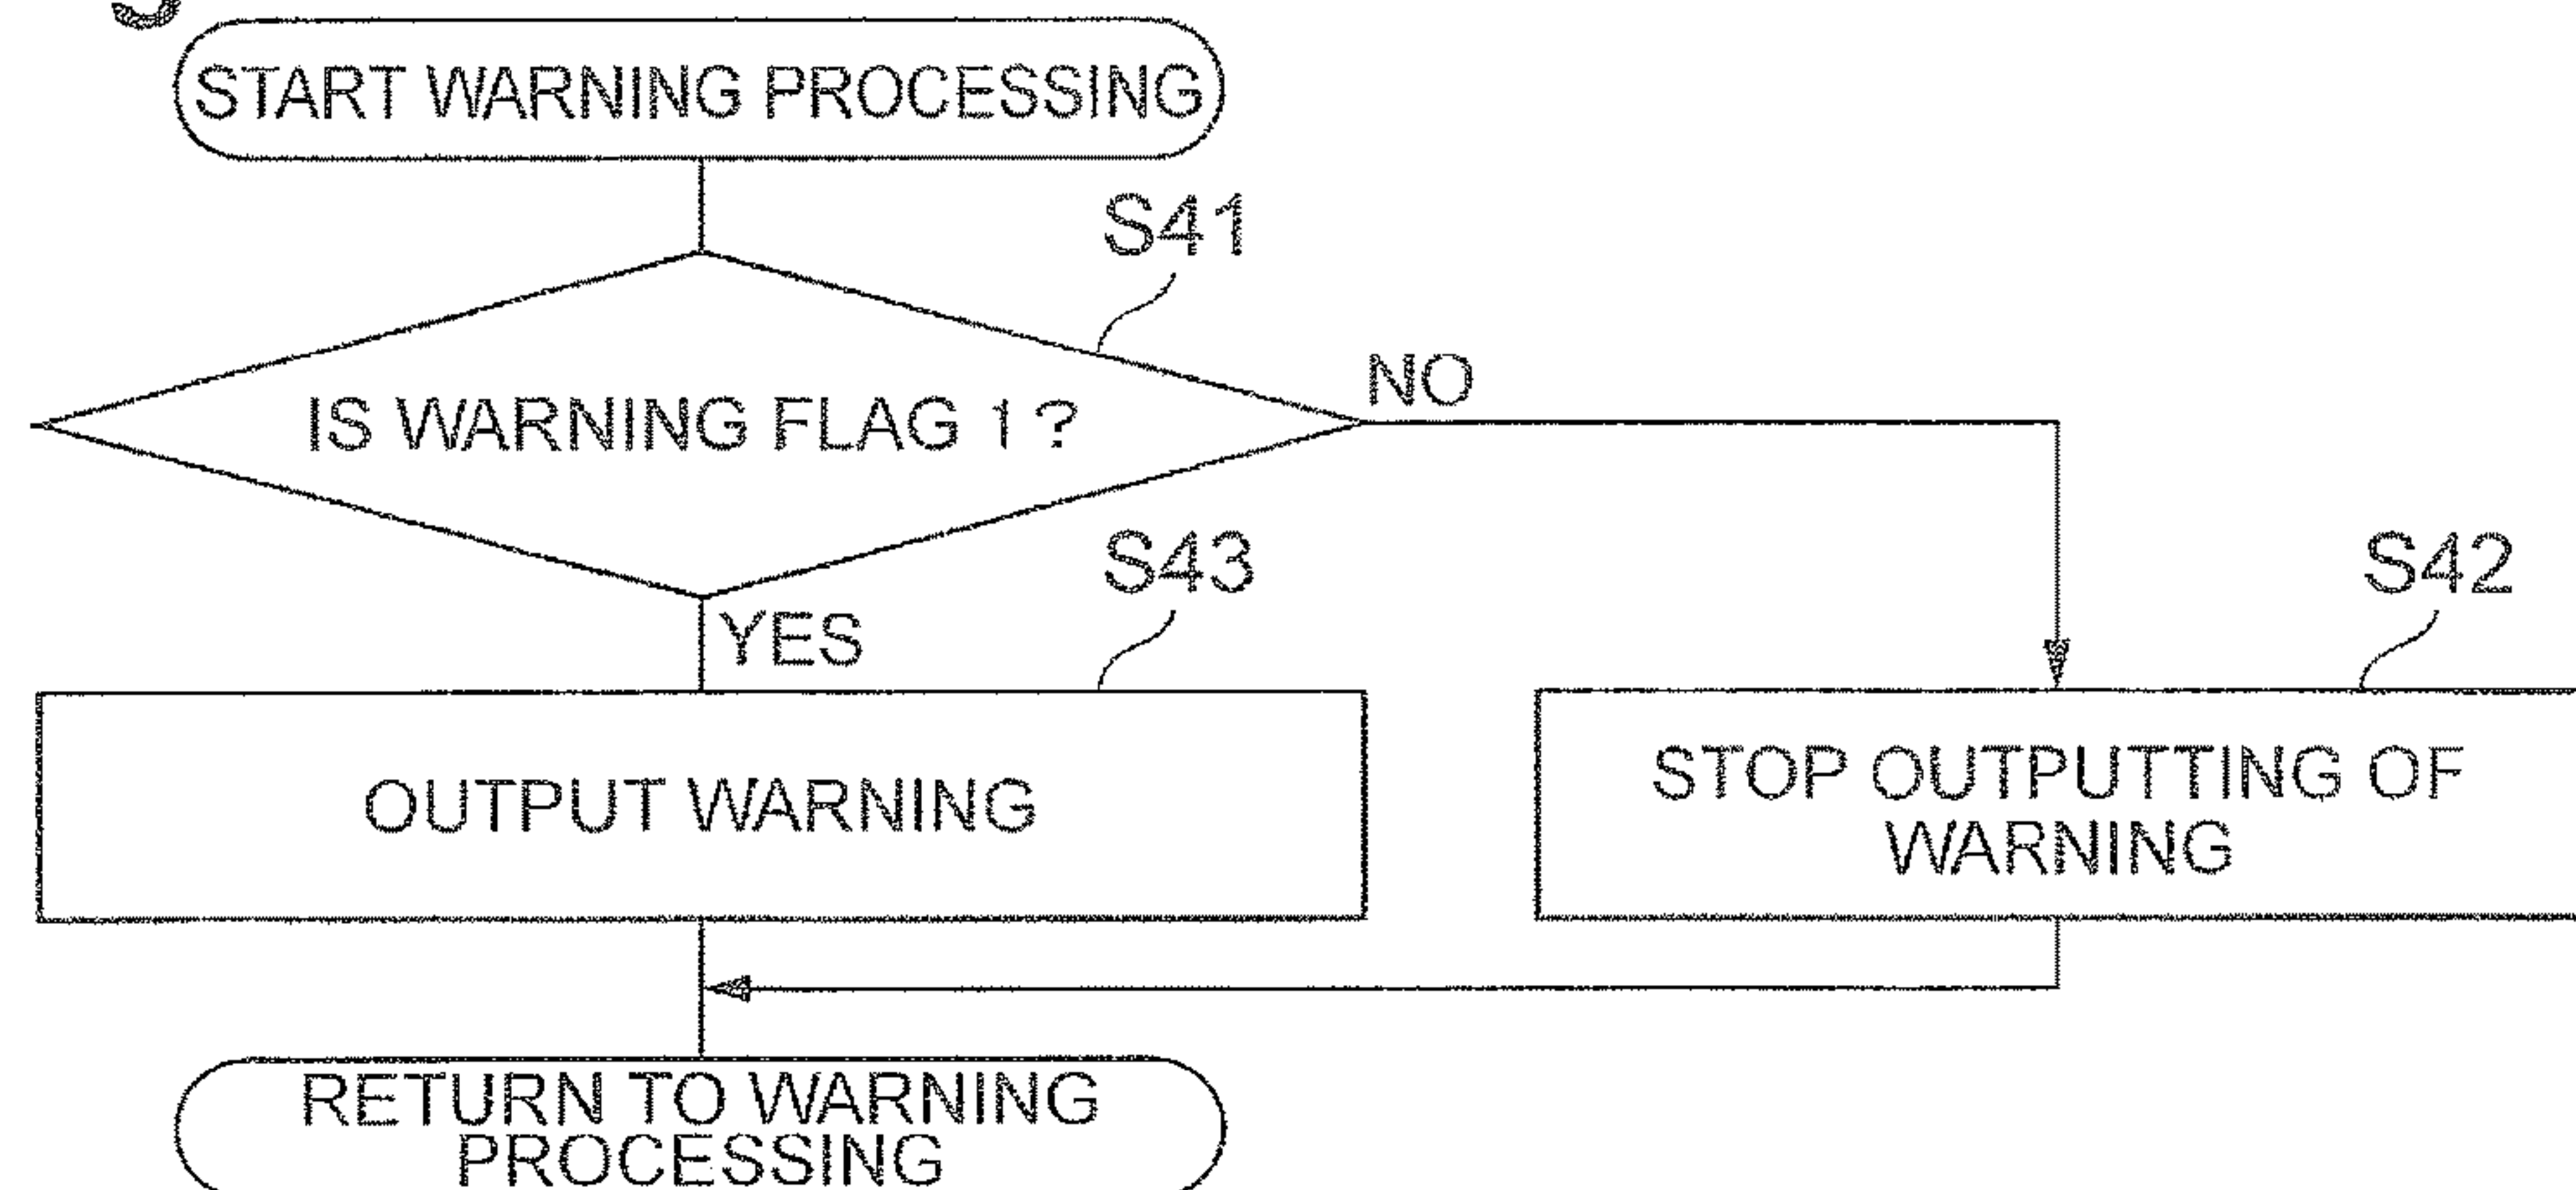 START WARNING PROCESSING
S41
IS WARNING FLAG 1 ?
NO
YES
S43
S42
OUTPUT WARNING
STOP OUTPUTTING OF
WARNING
RETURN TO WARNING
PROCESSING